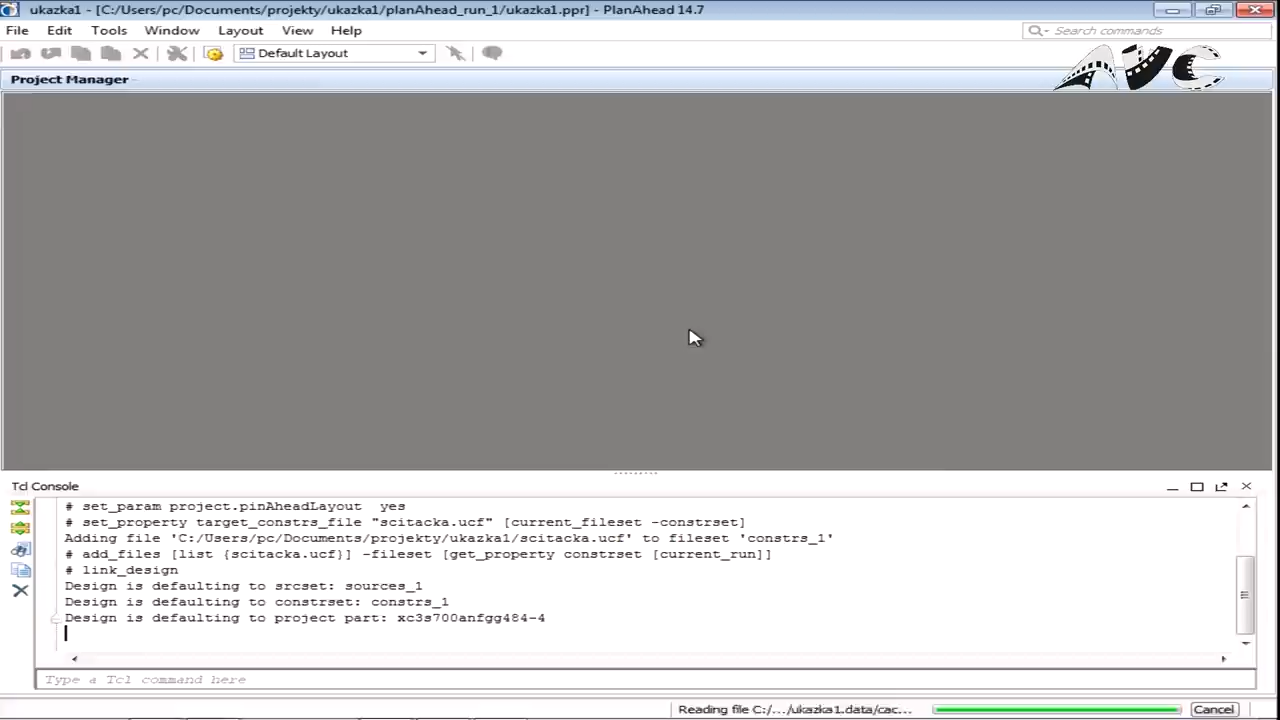 ukazka1 - [C:/Users/pc/Documents/projekty/ukazka1/planAhead_run_1/ukazka1.ppr] - PlanAhead 14.7
File Edit Tools Window Layout View Help
Search commands
Default Layout
AVC
Project Manager
Tcl Console
# set_param project.pinAheadLayout  yes
# set_property target_constrs_file "scitacka.ucf" [current_fileset -constrset]
Adding file 'C:/Users/pc/Documents/projekty/ukazka1/scitacka.ucf' to fileset 'constrs_1'
# add_files [list {scitacka.ucf}] -fileset [get_property constrset [current_run]]
# link_design
Design is defaulting to srcset: sources_1
Design is defaulting to constrset: constrs_1
Design is defaulting to project part: xc3s700anfgg484-4
Type a Tcl command here
Reading file C:/.../ukazka1.data/cac...
Cancel